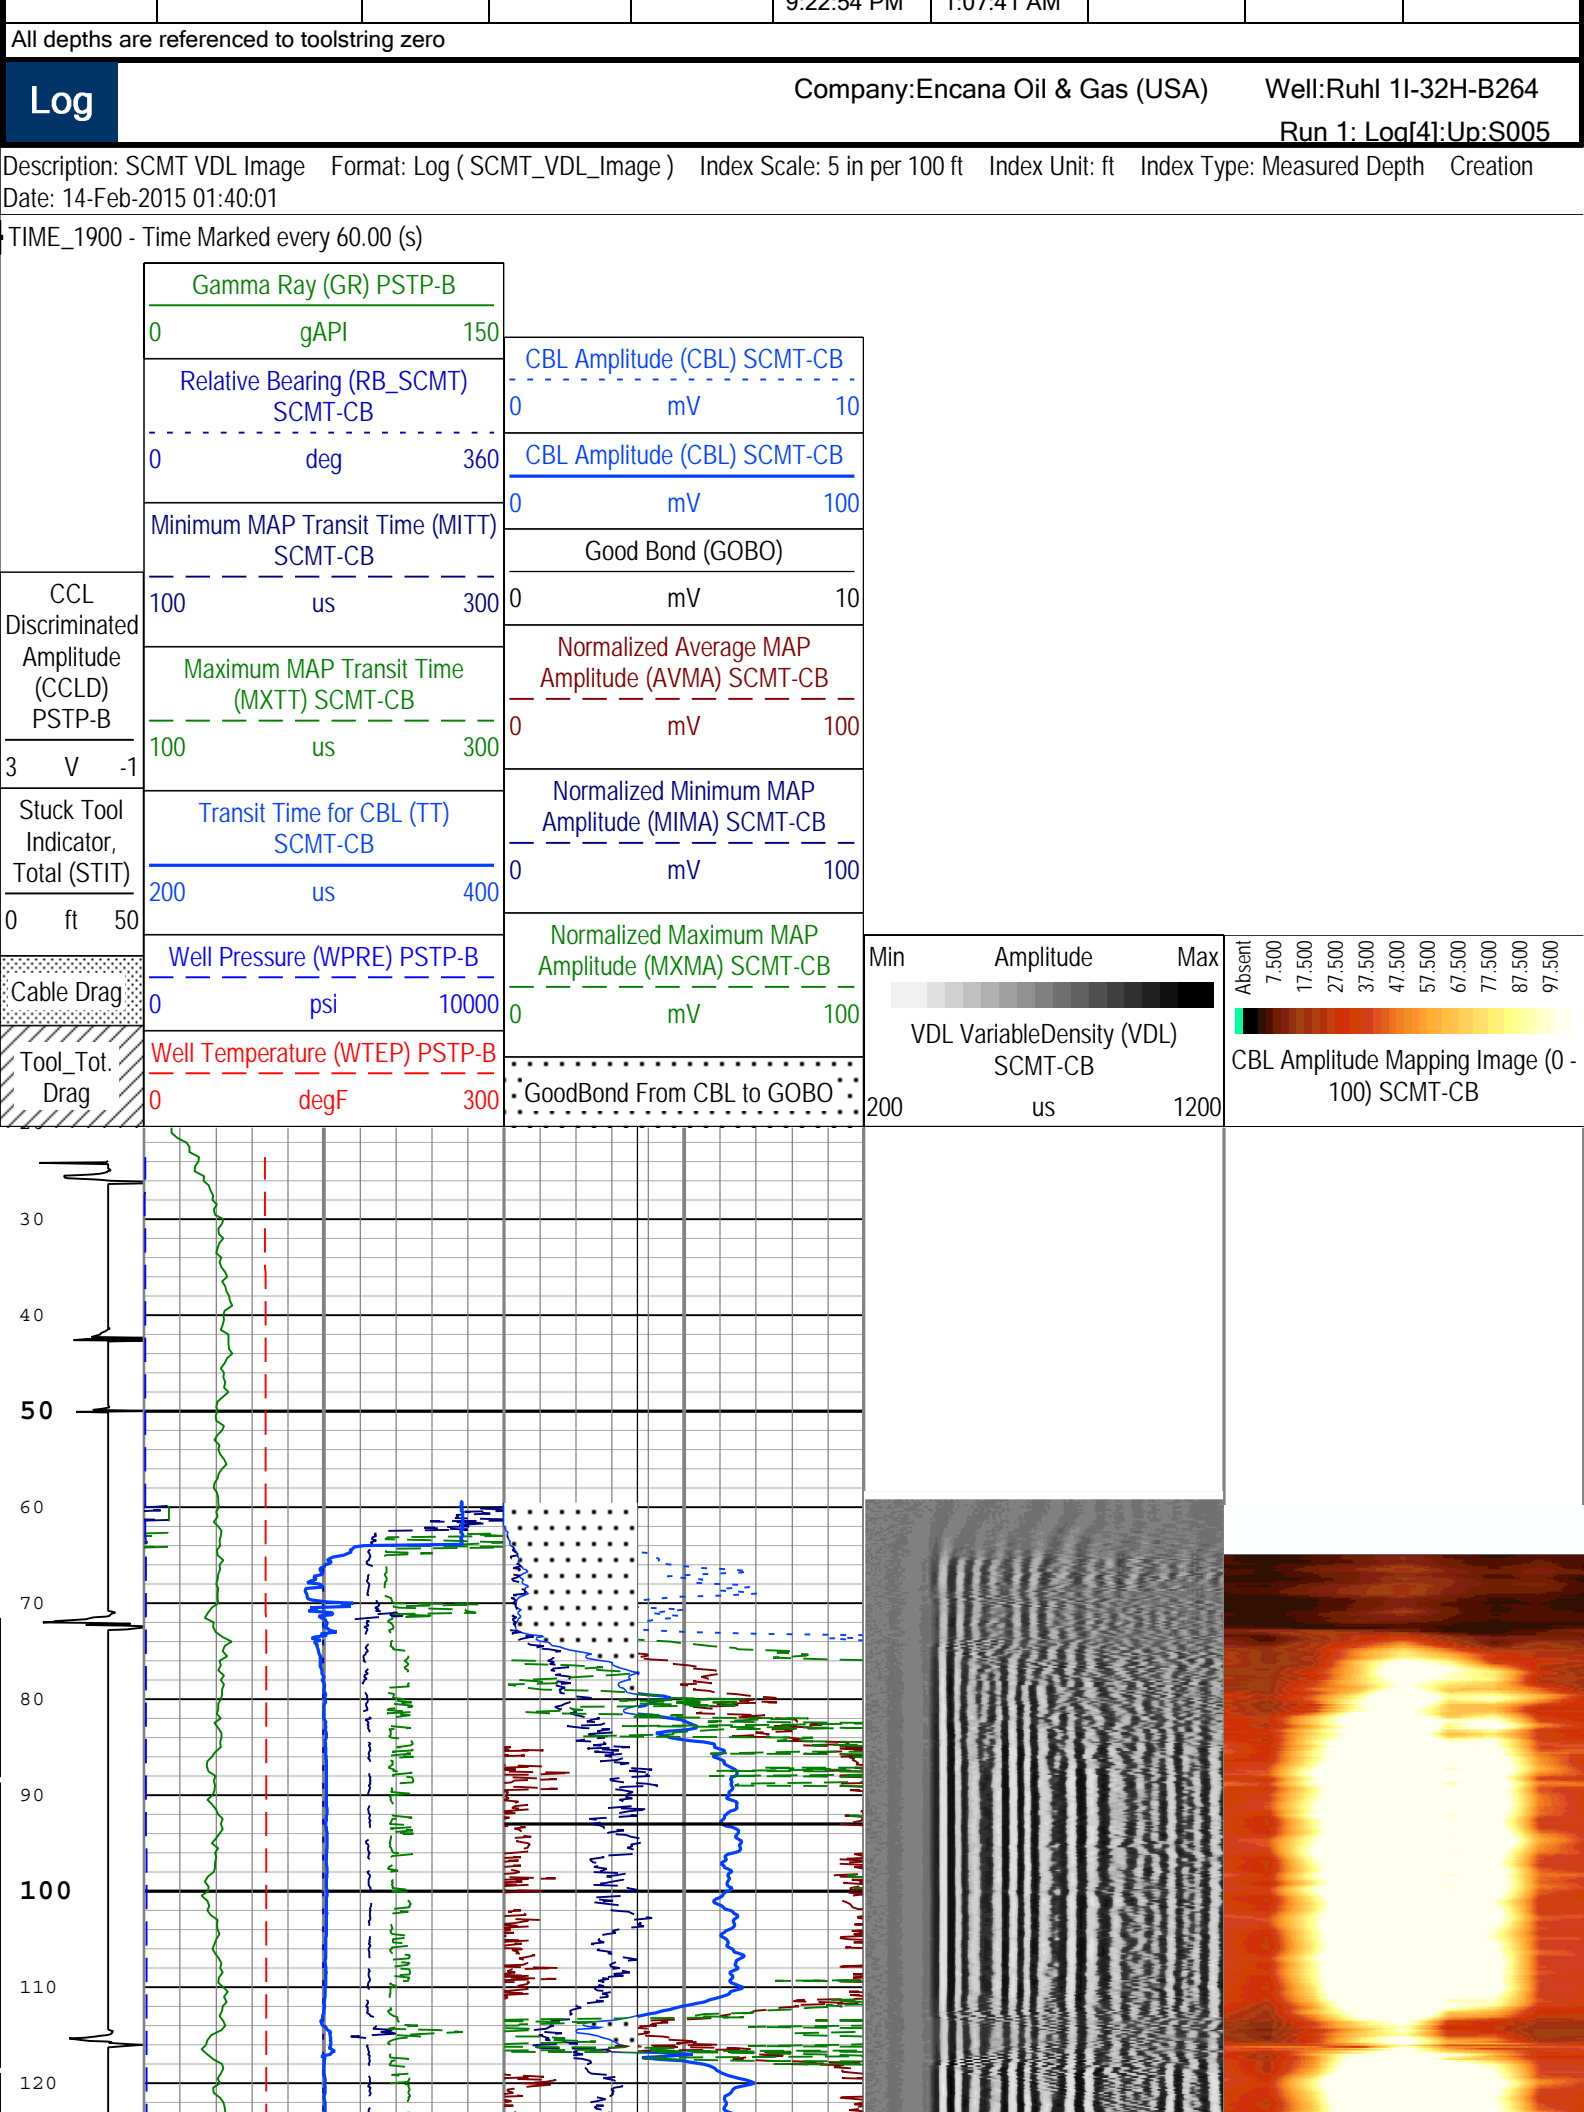 9:22:54 PM 1:07:41 AM
All depths are referenced to toolstring zero
Log
Company:Encana Oil & Gas (USA) Well:Ruhl 1I-32H-B264
Run 1: Log[4]:Up:S005
Description: SCMT VDL Image Format: Log ( SCMT_VDL_Image ) Index Scale: 5 in per 100 ft Index Unit: ft Index Type: Measured Depth Creation
Date: 14-Feb-2015 01:40:01
TIME_1900 - Time Marked every 60.00 (s)
CCL
Discriminated
Amplitude
(CCLD)
PSTP-B
3 V -1
Stuck Tool
Indicator,
Total (STIT)
0 ft 50
Cable Drag
Tool_Tot.
Drag
Gamma Ray (GR) PSTP-B
0 gAPI 150
Relative Bearing (RB_SCMT)
SCMT-CB
0 deg 360
Minimum MAP Transit Time (MITT)
SCMT-CB
100 us 300
Maximum MAP Transit Time
(MXTT) SCMT-CB
100 us 300
Transit Time for CBL (TT)
SCMT-CB
200 us 400
Well Pressure (WPRE) PSTP-B
0 psi 10000
Well Temperature (WTEP) PSTP-B
0 degF 300
CBL Amplitude (CBL) SCMT-CB
0 mV 10
CBL Amplitude (CBL) SCMT-CB
0 mV 100
Good Bond (GOBO)
0 mV 10
Normalized Average MAP
Amplitude (AVMA) SCMT-CB
0 mV 100
Normalized Minimum MAP
Amplitude (MIMA) SCMT-CB
0 mV 100
Normalized Maximum MAP
Amplitude (MXMA) SCMT-CB
0 mV 100
GoodBond From CBL to GOBO
Min Amplitude Max
VDL VariableDensity (VDL)
SCMT-CB
200 us 1200
Absent 7.500 17.500 27.500 37.500 47.500 57.500 67.500 77.500 87.500 97.500
CBL Amplitude Mapping Image (0 -
100) SCMT-CB
30
40
50
60
70
80
90
100
110
120